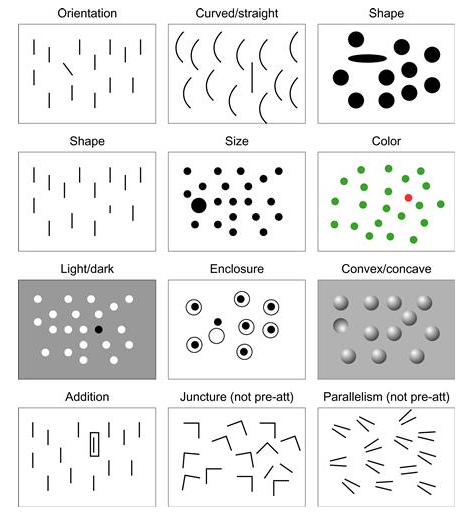 Orientation
Curved/straight
Shape
Shape
Size
Color
Light/dark
Enclosure
Convex/concave
Addition
Juncture (not pre-att)
Parallelism (not pre-att)